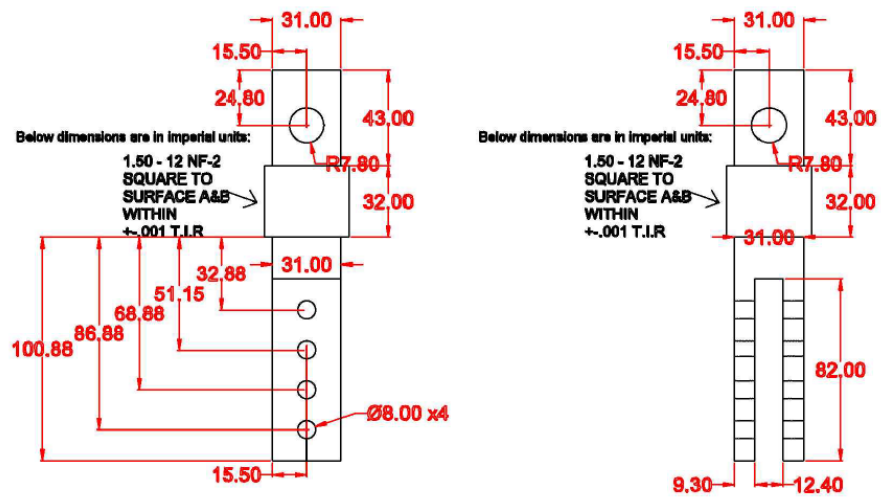 31.00
15.50
24.80
43.00
Below dimensions are in imperial units:
R7.80
1.50 - 12 NF-2
SQUARE TO
SURFACE A&B
WITHIN
+-.001 T.I.R
32.00
31.00
32.88
51.15
68.88
86.88
100.88
Ø8.00 x4
15.50
31.00
15.50
24.80
43.00
Below dimensions are in imperial units:
R7.80
1.50 - 12 NF-2
SQUARE TO
SURFACE A&B
WITHIN
+-.001 T.I.R
32.00
31.00
82.00
9.30
12.40